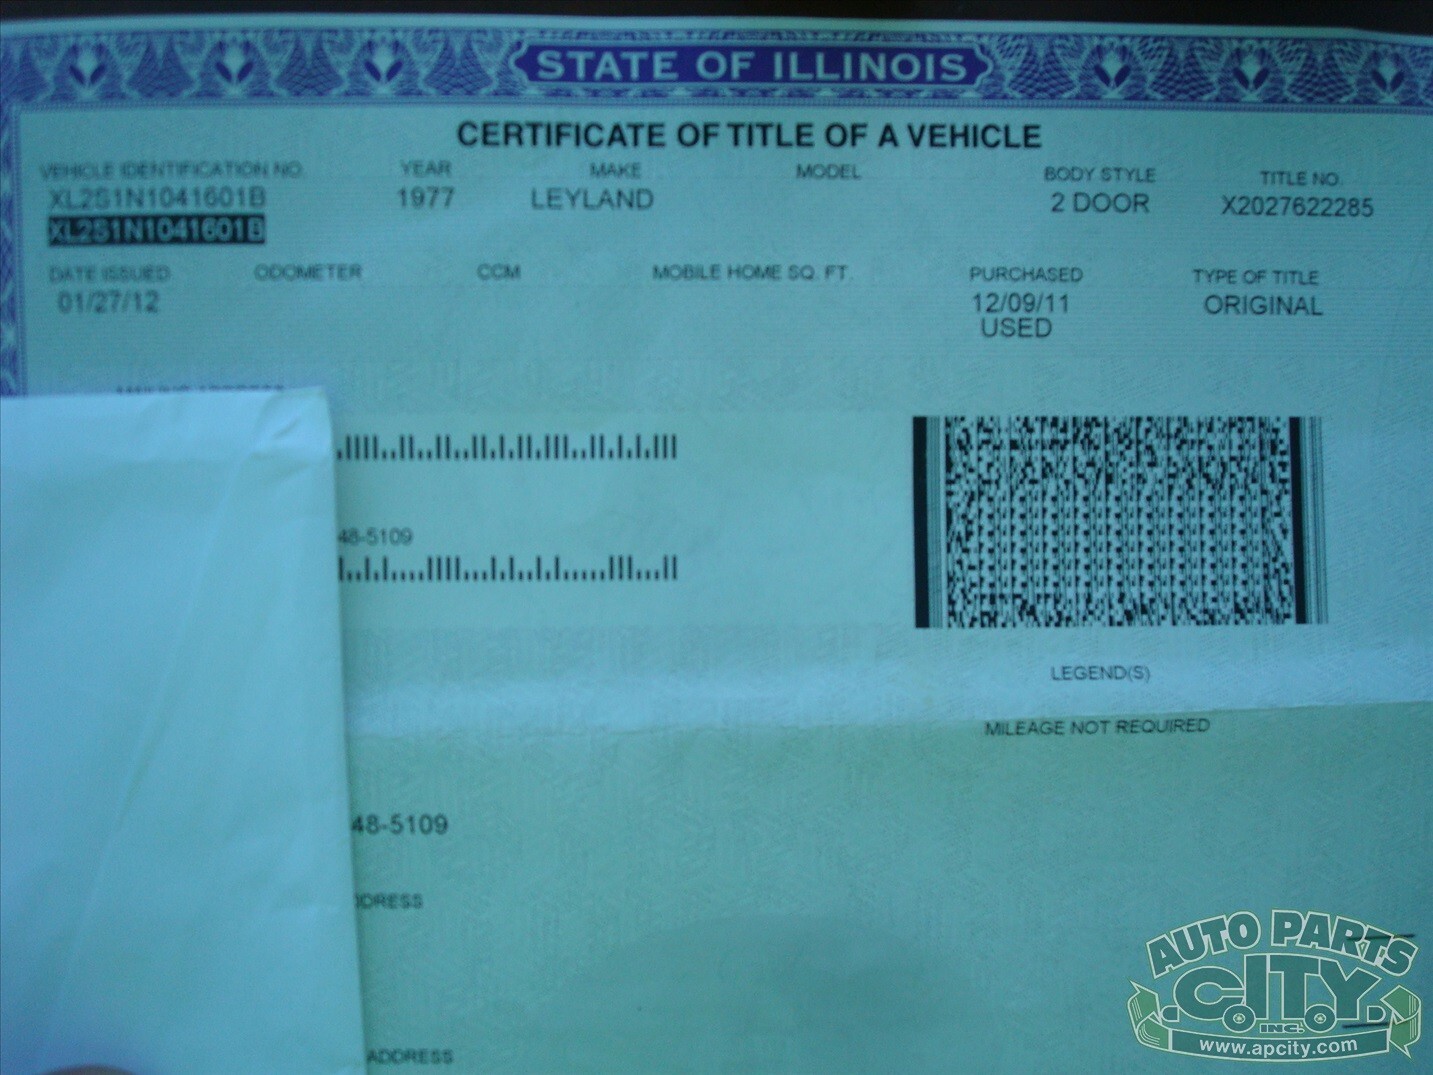 STATE OF ILLINOIS
CERTIFICATE OF TITLE OF A VEHICLE
VEHICLE IDENTIFICATION NO. YEAR MAKE MODEL BODY STYLE TITLE NO.
XL2S1N1041601B 1977 LEYLAND 2 DOOR X2027622285
XL2S1N1041601B
DATE ISSUED ODOMETER CCM MOBILE HOME SQ. FT. PURCHASED TYPE OF TITLE
01/27/12 12/09/11 ORIGINAL
USED
MAILING ADDRESS
48-5109
LEGEND(S)
MILEAGE NOT REQUIRED
48-5109
DDRESS
ADDRESS
AUTO PARTS
CITY
INC.
www.apcity.com